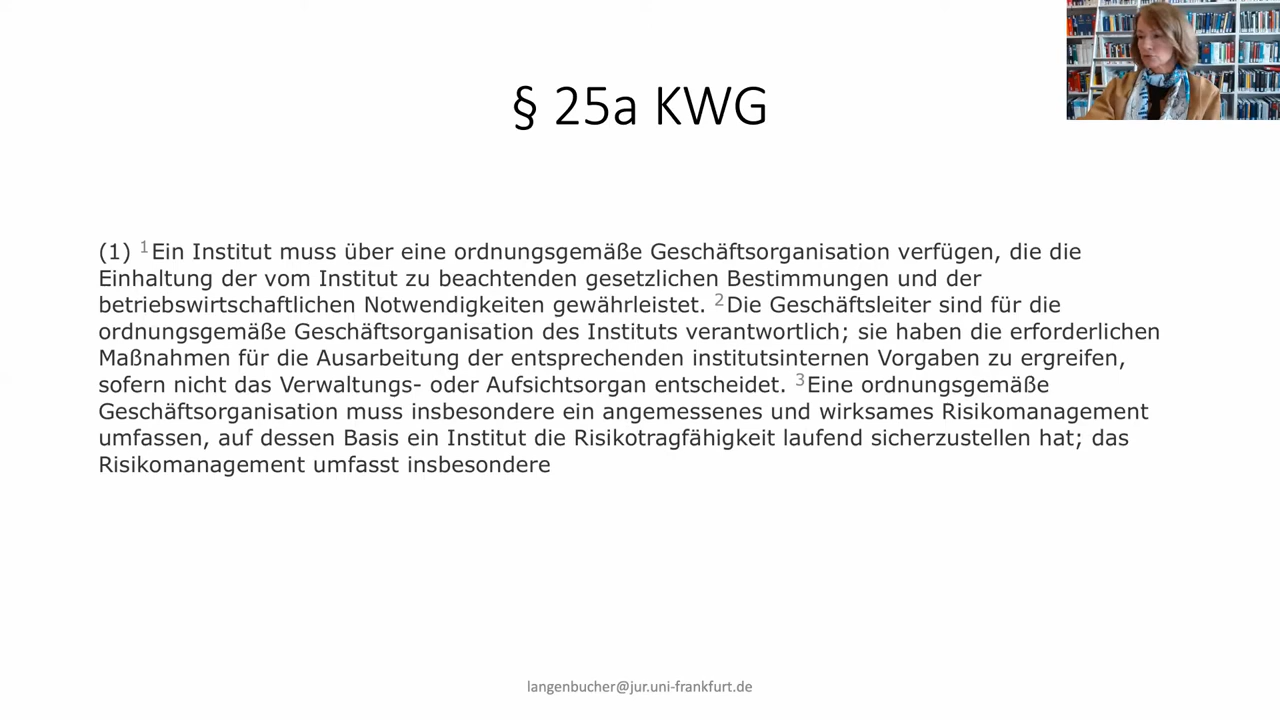 § 25a KWG
(1) ¹Ein Institut muss über eine ordnungsgemäße Geschäftsorganisation verfügen, die die
Einhaltung der vom Institut zu beachtenden gesetzlichen Bestimmungen und der
betriebswirtschaftlichen Notwendigkeiten gewährleistet. ²Die Geschäftsleiter sind für die
ordnungsgemäße Geschäftsorganisation des Instituts verantwortlich; sie haben die erforderlichen
Maßnahmen für die Ausarbeitung der entsprechenden institutsinternen Vorgaben zu ergreifen,
sofern nicht das Verwaltungs- oder Aufsichtsorgan entscheidet. ³Eine ordnungsgemäße
Geschäftsorganisation muss insbesondere ein angemessenes und wirksames Risikomanagement
umfassen, auf dessen Basis ein Institut die Risikotragfähigkeit laufend sicherzustellen hat; das
Risikomanagement umfasst insbesondere
langenbucher@jur.uni-frankfurt.de